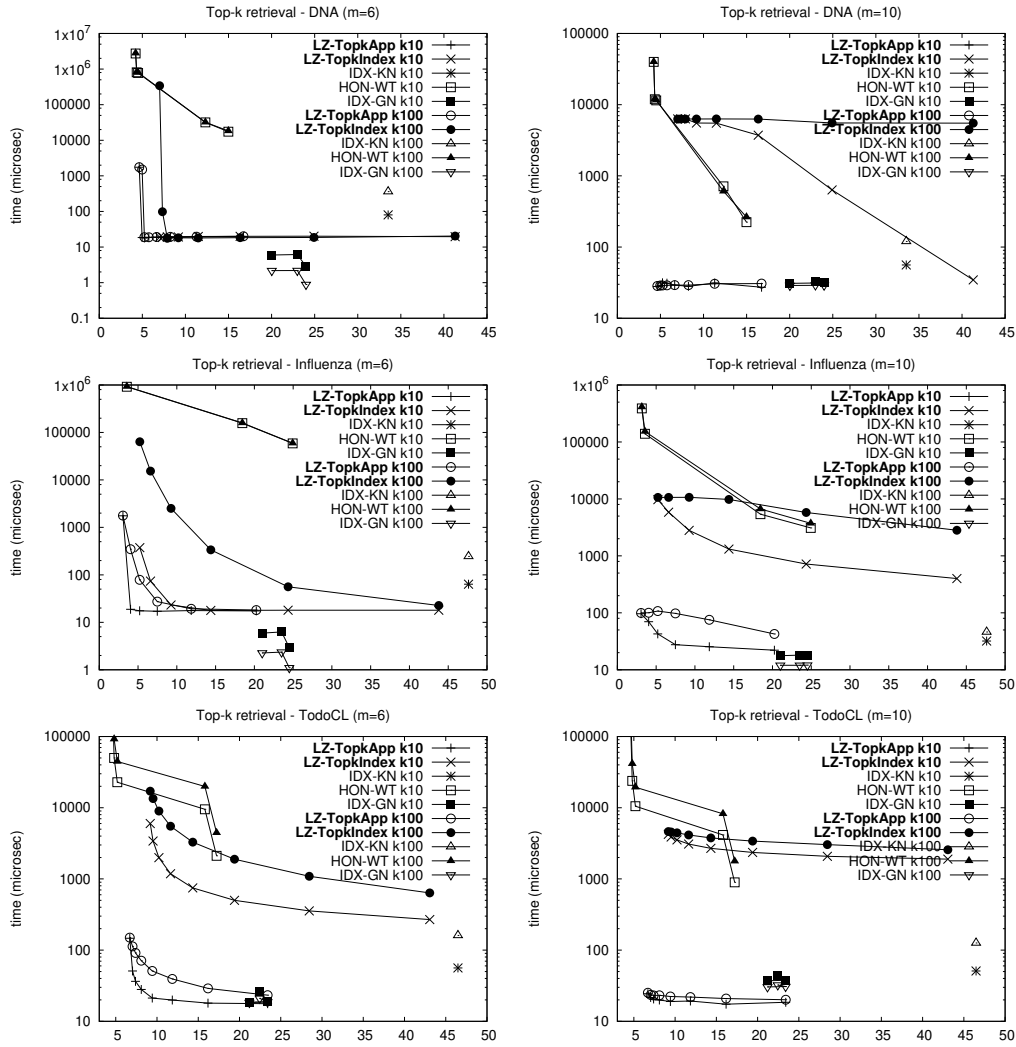 Top-k retrieval - DNA (m=6)
time (microsec)
1x10^7
1x10^6
100000
10000
1000
100
10
1
0.1
0 5 10 15 20 25 30 35 40 45
LZ-TopkApp k10
LZ-TopkIndex k10
IDX-KN k10
HON-WT k10
IDX-GN k10
LZ-TopkApp k100
LZ-TopkIndex k100
IDX-KN k100
HON-WT k100
IDX-GN k100
Top-k retrieval - DNA (m=10)
time (microsec)
100000
10000
1000
100
10
0 5 10 15 20 25 30 35 40 45
LZ-TopkApp k10
LZ-TopkIndex k10
IDX-KN k10
HON-WT k10
IDX-GN k10
LZ-TopkApp k100
LZ-TopkIndex k100
IDX-KN k100
HON-WT k100
IDX-GN k100
Top-k retrieval - Influenza (m=6)
time (microsec)
1x10^6
100000
10000
1000
100
10
1
0 5 10 15 20 25 30 35 40 45 50
LZ-TopkApp k10
LZ-TopkIndex k10
IDX-KN k10
HON-WT k10
IDX-GN k10
LZ-TopkApp k100
LZ-TopkIndex k100
IDX-KN k100
HON-WT k100
IDX-GN k100
Top-k retrieval - Influenza (m=10)
time (microsec)
1x10^6
100000
10000
1000
100
10
0 5 10 15 20 25 30 35 40 45 50
LZ-TopkApp k10
LZ-TopkIndex k10
IDX-KN k10
HON-WT k10
IDX-GN k10
LZ-TopkApp k100
LZ-TopkIndex k100
IDX-KN k100
HON-WT k100
IDX-GN k100
Top-k retrieval - TodoCL (m=6)
time (microsec)
100000
10000
1000
100
10
5 10 15 20 25 30 35 40 45 50
LZ-TopkApp k10
LZ-TopkIndex k10
IDX-KN k10
HON-WT k10
IDX-GN k10
LZ-TopkApp k100
LZ-TopkIndex k100
IDX-KN k100
HON-WT k100
IDX-GN k100
Top-k retrieval - TodoCL (m=10)
time (microsec)
100000
10000
1000
100
10
5 10 15 20 25 30 35 40 45 50
LZ-TopkApp k10
LZ-TopkIndex k10
IDX-KN k10
HON-WT k10
IDX-GN k10
LZ-TopkApp k100
LZ-TopkIndex k100
IDX-KN k100
HON-WT k100
IDX-GN k100